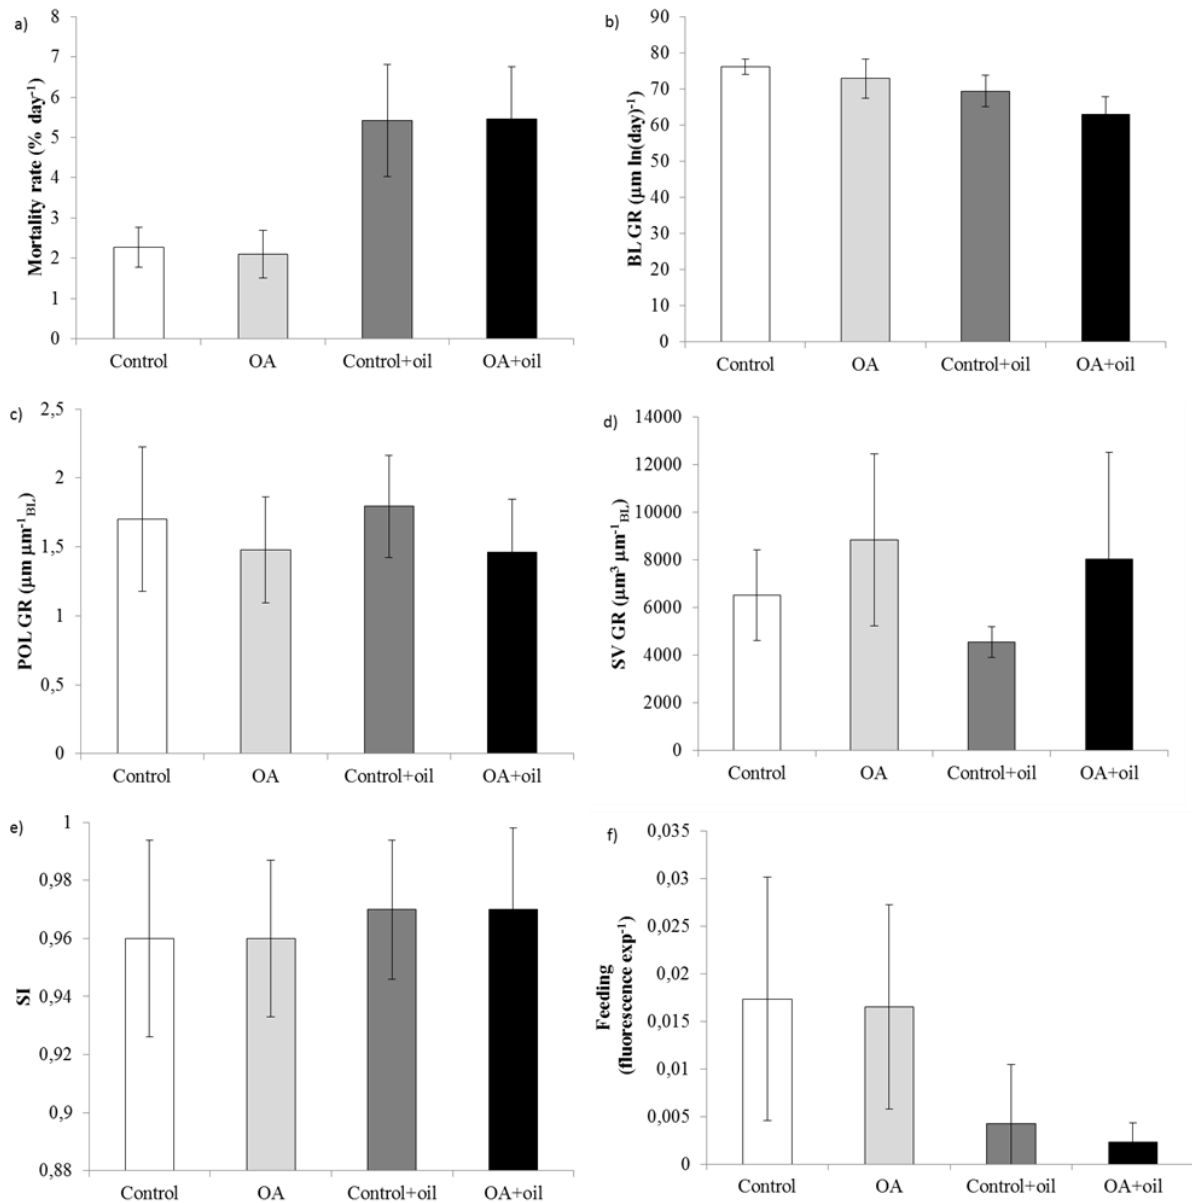 a)
Mortality rate (% day⁻¹)
8
7
6
5
4
3
2
1
0
Control OA Control+oil OA+oil
b)
BL GR (µm ln(day)⁻¹)
90
80
70
60
50
40
30
20
10
0
Control OA Control+oil OA+oil
c)
POL GR (µm µm⁻¹BL)
2,5
2
1,5
1
0,5
0
Control OA Control+oil OA+oil
d)
SV GR (µm³ µm⁻¹BL)
14000
12000
10000
8000
6000
4000
2000
0
Control OA Control+oil OA+oil
e)
SI
1
0,98
0,96
0,94
0,92
0,9
0,88
Control OA Control+oil OA+oil
f)
Feeding
(fluorescence exp⁻¹)
0,035
0,03
0,025
0,02
0,015
0,01
0,005
0
Control OA Control+oil OA+oil